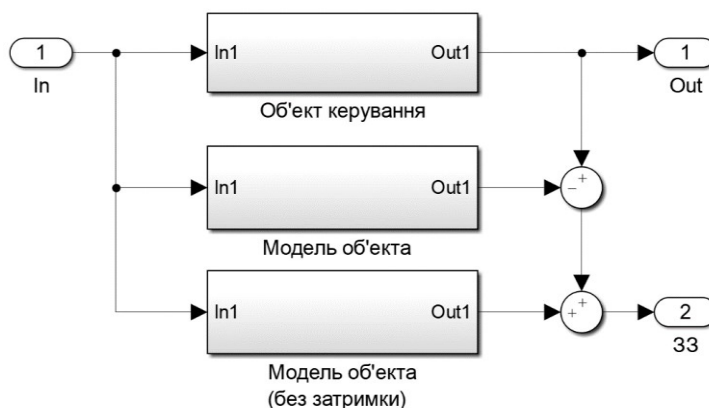 1
In
In1
Out1
Об'єкт керування
1
Out
In1
Out1
Модель об'єкта
−
+
In1
Out1
Модель об'єкта
(без затримки)
+
+
2
ЗЗ